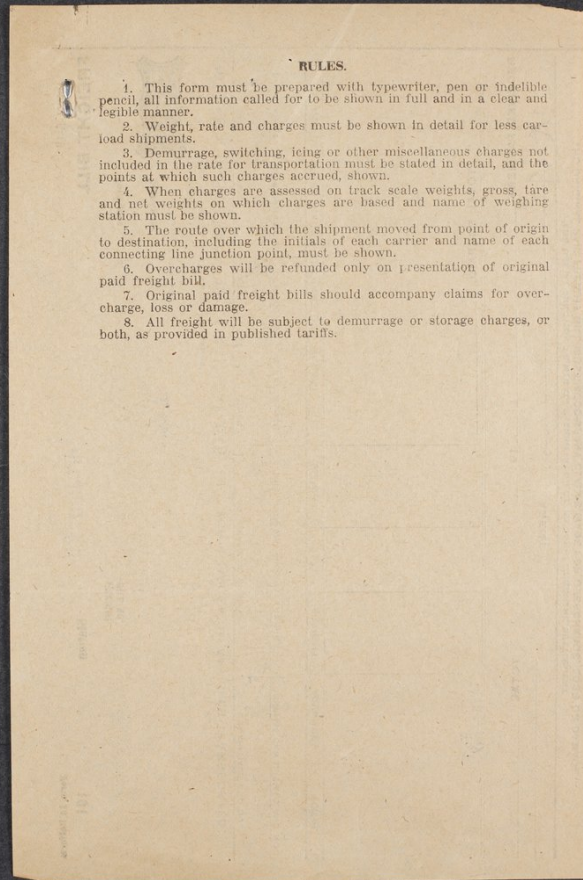 RULES.
1. This form must be prepared with typewriter, pen or indelible
pencil, all information called for to be shown in full and in a clear and
legible manner.
2. Weight, rate and charges must be shown in detail for less car-
load shipments.
3. Demurrage, switching, icing or other miscellaneous charges not
included in the rate for transportation must be stated in detail, and the
points at which such charges accrued, shown.
4. When charges are assessed on track scale weights, gross, tare
and net weights on which charges are based and name of weighing
station must be shown.
5. The route over which the shipment moved from point of origin
to destination, including the initials of each carrier and name of each
connecting line junction point, must be shown.
6. Overcharges will be refunded only on presentation of original
paid freight bill.
7. Original paid freight bills should accompany claims for over-
charge, loss or damage.
8. All freight will be subject to demurrage or storage charges, or
both, as provided in published tariffs.